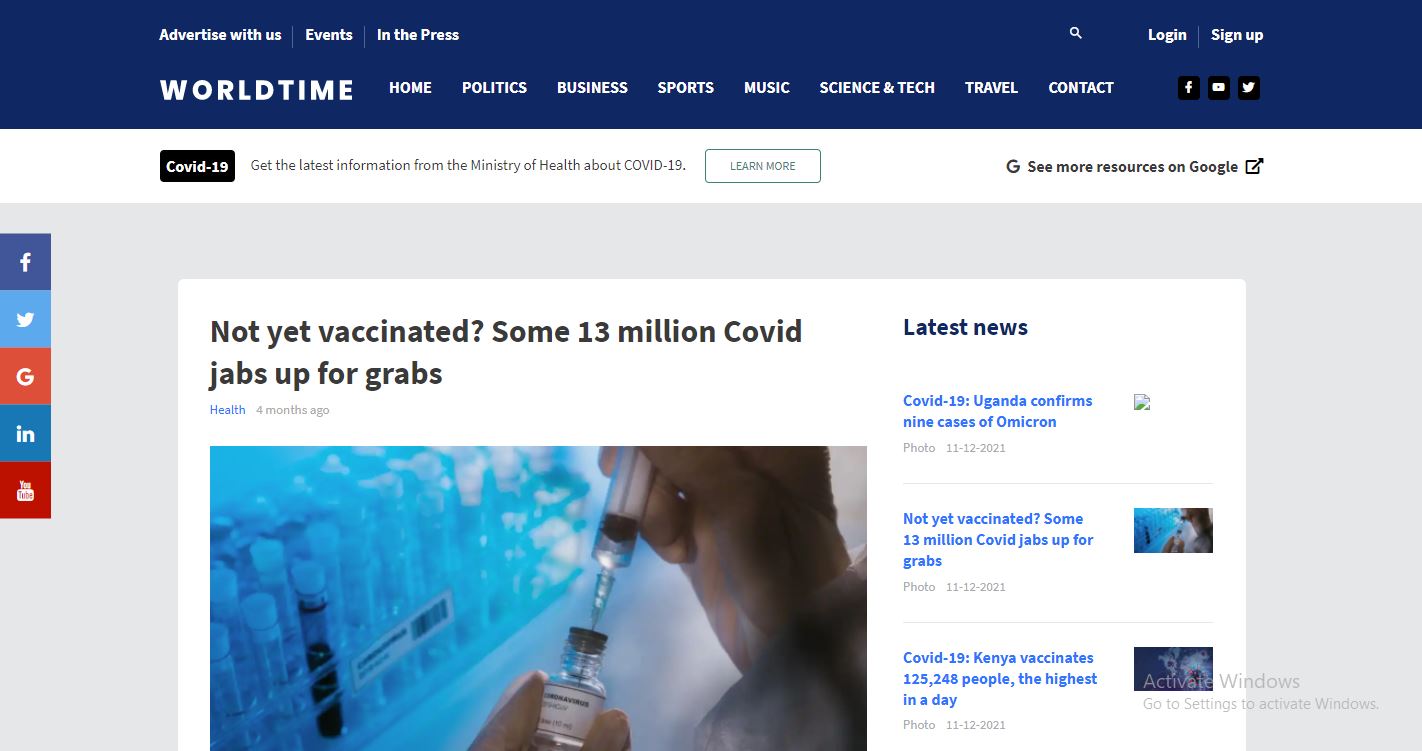 Advertise with us
Events
In the Press
Login
Sign up
WORLDTIME
HOME
POLITICS
BUSINESS
SPORTS
MUSIC
SCIENCE & TECH
TRAVEL
CONTACT
Covid-19
Get the latest information from the Ministry of Health about COVID-19.
LEARN MORE
See more resources on Google
Not yet vaccinated? Some 13 million Covid
jabs up for grabs
Health
4 months ago
CORONAVIRUS
Latest news
Covid-19: Uganda confirms
nine cases of Omicron
Photo 11-12-2021
Not yet vaccinated? Some
13 million Covid jabs up for
grabs
Photo 11-12-2021
Covid-19: Kenya vaccinates
125,248 people, the highest
in a day
Photo 11-12-2021
You
Tube
Activate Windows
Go to Settings to activate Windows.